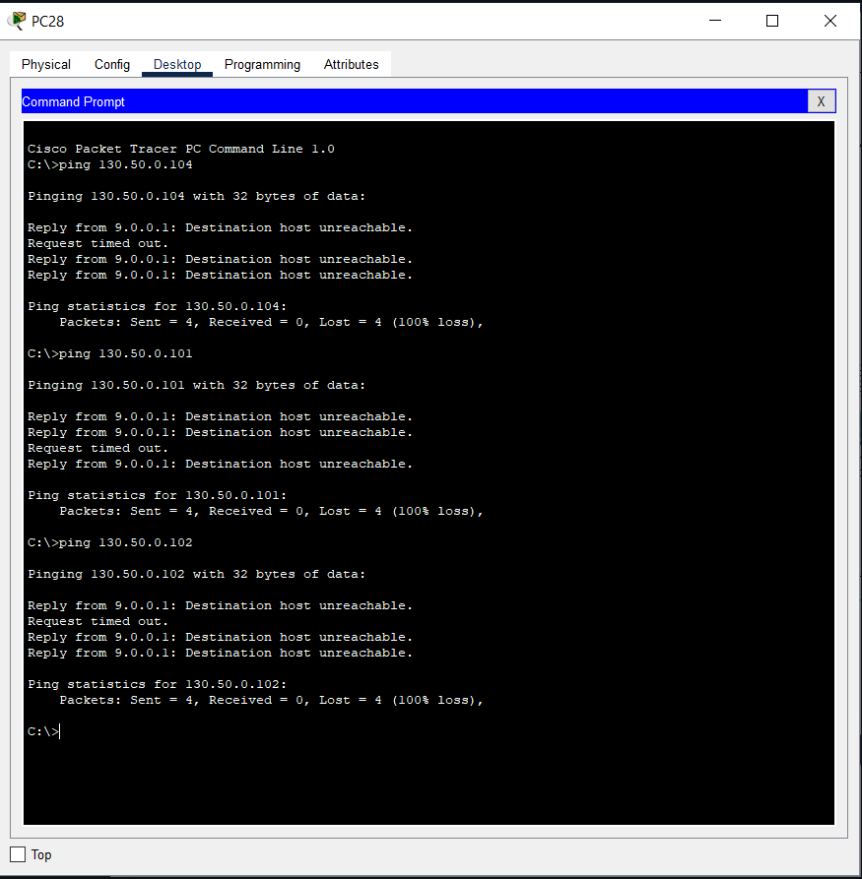 PC28
Physical Config Desktop Programming Attributes
Command Prompt X
Cisco Packet Tracer PC Command Line 1.0
C:\>ping 130.50.0.104
Pinging 130.50.0.104 with 32 bytes of data:
Reply from 9.0.0.1: Destination host unreachable.
Request timed out.
Reply from 9.0.0.1: Destination host unreachable.
Reply from 9.0.0.1: Destination host unreachable.
Ping statistics for 130.50.0.104:
    Packets: Sent = 4, Received = 0, Lost = 4 (100% loss),
C:\>ping 130.50.0.101
Pinging 130.50.0.101 with 32 bytes of data:
Reply from 9.0.0.1: Destination host unreachable.
Reply from 9.0.0.1: Destination host unreachable.
Request timed out.
Reply from 9.0.0.1: Destination host unreachable.
Ping statistics for 130.50.0.101:
    Packets: Sent = 4, Received = 0, Lost = 4 (100% loss),
C:\>ping 130.50.0.102
Pinging 130.50.0.102 with 32 bytes of data:
Reply from 9.0.0.1: Destination host unreachable.
Request timed out.
Reply from 9.0.0.1: Destination host unreachable.
Reply from 9.0.0.1: Destination host unreachable.
Ping statistics for 130.50.0.102:
    Packets: Sent = 4, Received = 0, Lost = 4 (100% loss),
C:\>
Top